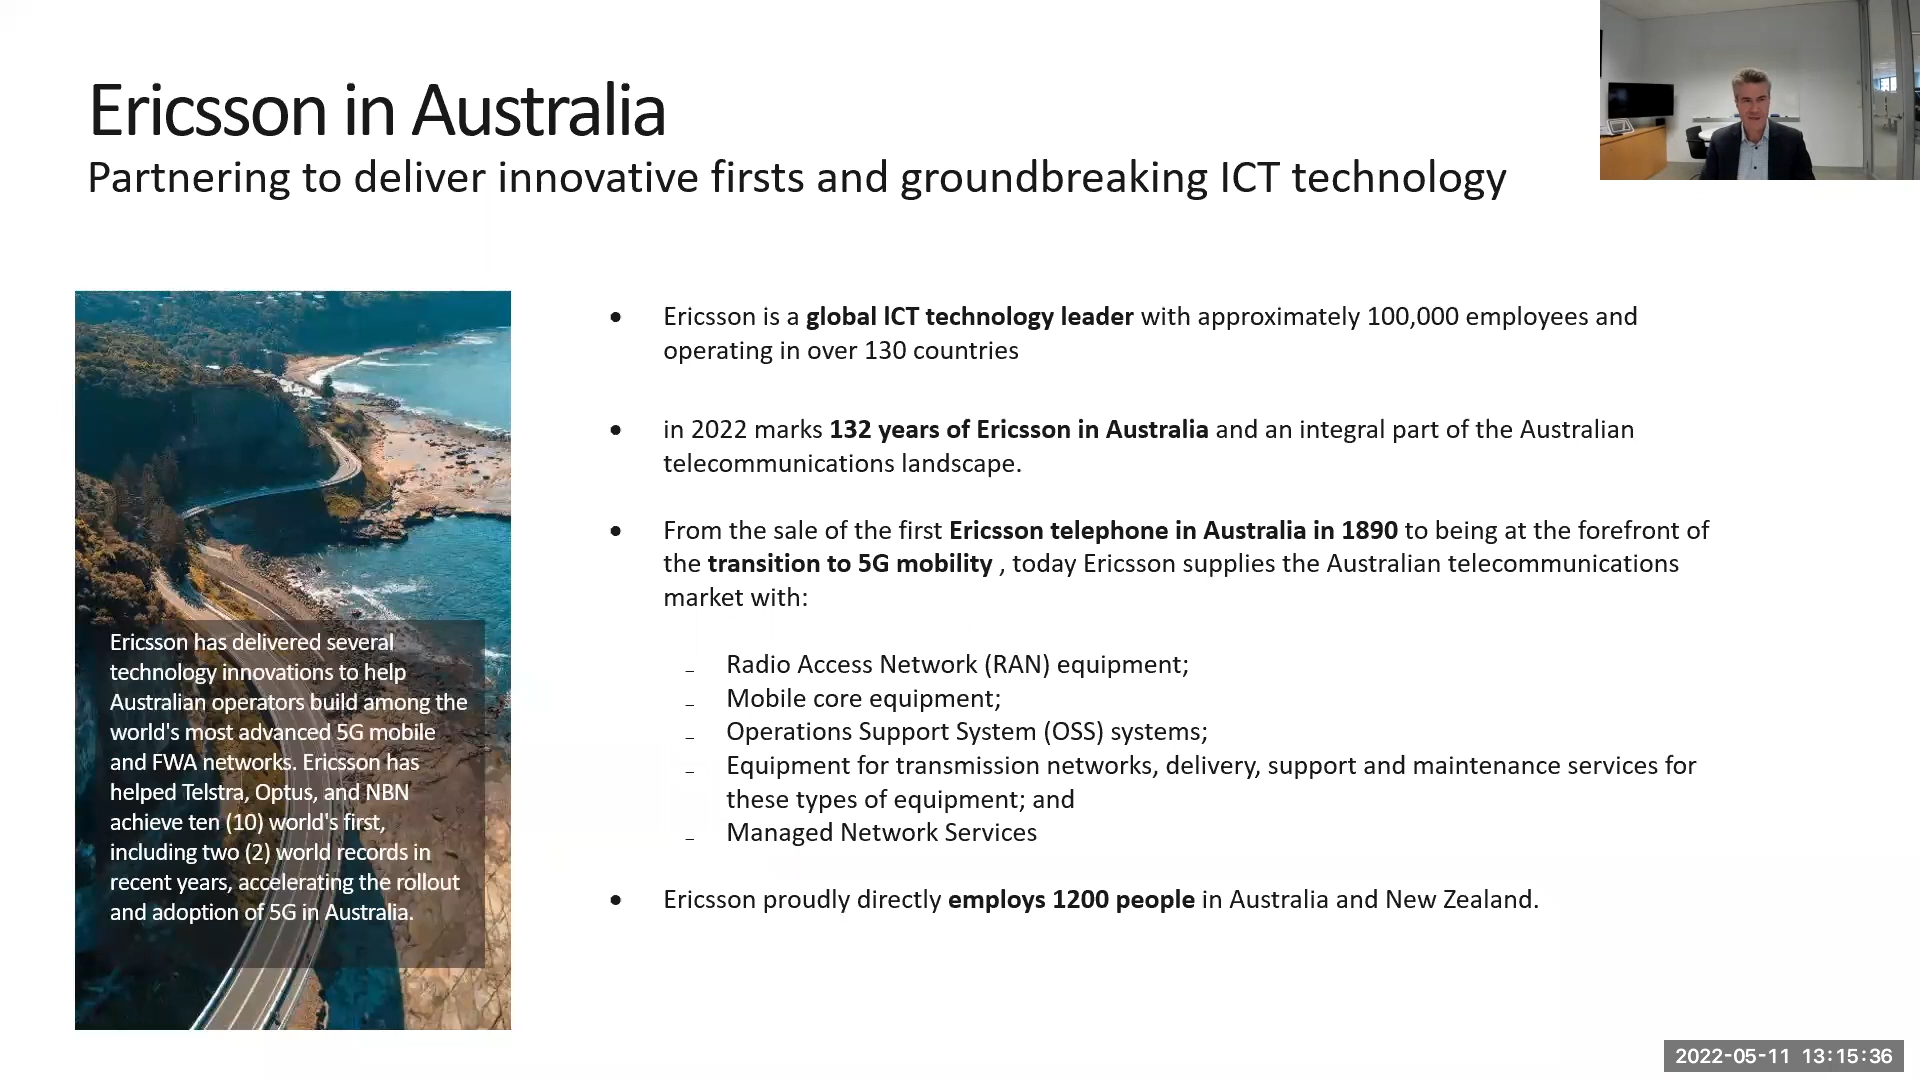 Ericsson in Australia
Partnering to deliver innovative firsts and groundbreaking ICT technology
Ericsson has delivered several
technology innovations to help
Australian operators build among the
world's most advanced 5G mobile
and FWA networks. Ericsson has
helped Telstra, Optus, and NBN
achieve ten (10) world's first,
including two (2) world records in
recent years, accelerating the rollout
and adoption of 5G in Australia.
• Ericsson is a global ICT technology leader with approximately 100,000 employees and
operating in over 130 countries
• in 2022 marks 132 years of Ericsson in Australia and an integral part of the Australian
telecommunications landscape.
• From the sale of the first Ericsson telephone in Australia in 1890 to being at the forefront of
the transition to 5G mobility , today Ericsson supplies the Australian telecommunications
market with:
– Radio Access Network (RAN) equipment;
– Mobile core equipment;
– Operations Support System (OSS) systems;
– Equipment for transmission networks, delivery, support and maintenance services for
these types of equipment; and
– Managed Network Services
• Ericsson proudly directly employs 1200 people in Australia and New Zealand.
2022-05-11 13:15:36